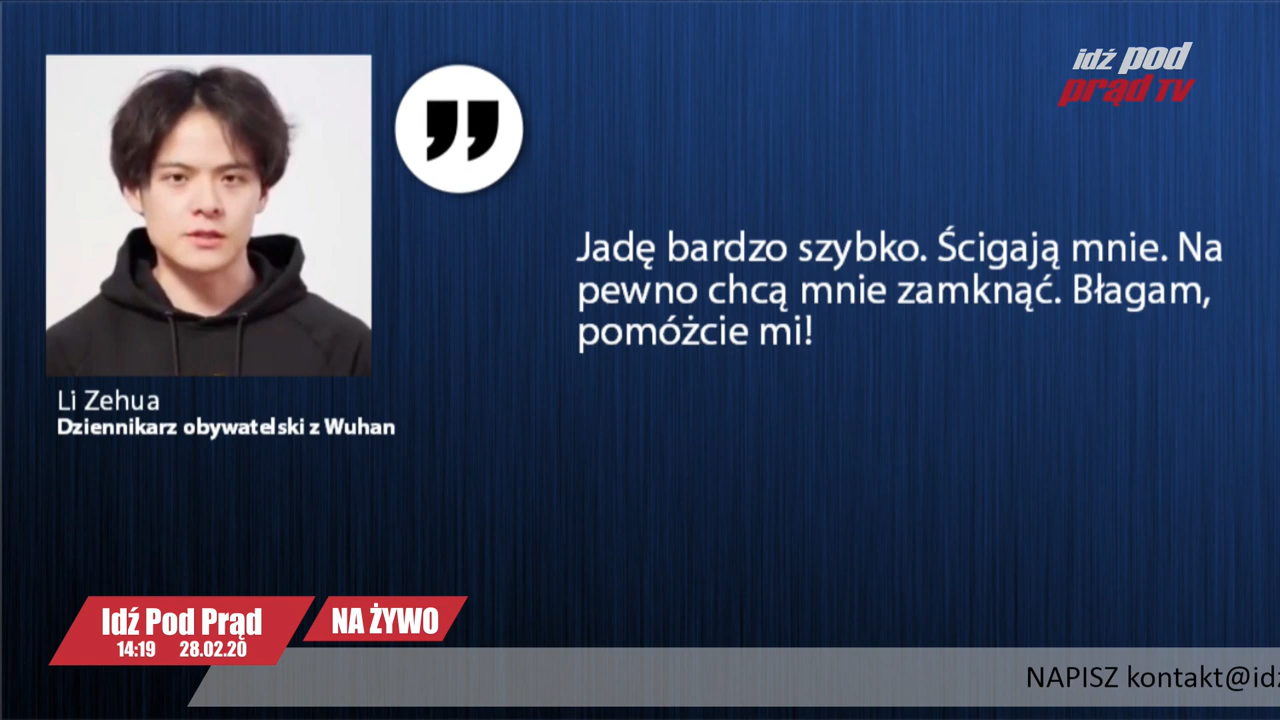 idź pod
prąd TV
Jadę bardzo szybko. Ścigają mnie. Na
pewno chcą mnie zamknąć. Błagam,
pomóżcie mi!
Li Zehua
Dziennikarz obywatelski z Wuhan
Idź Pod Prąd
NA ŻYWO
14:19 28.02.20
NAPISZ kontakt@id